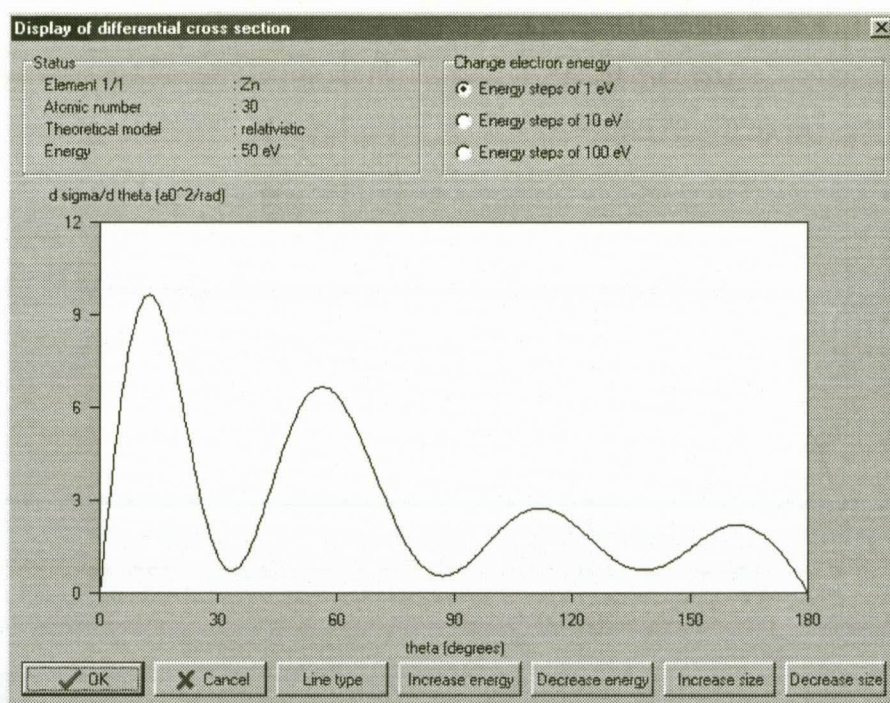 Display of differential cross section
Status
Element 1/1 : Zn
Atomic number : 30
Theoretical model : relativistic
Energy : 50 eV
Change electron energy
Energy steps of 1 eV
Energy steps of 10 eV
Energy steps of 100 eV
d sigma/d theta (a0^2/rad)
12
9
6
3
0
0 30 60 90 120 150 180
theta (degrees)
OK Cancel Line type Increase energy Decrease energy Increase size Decrease size